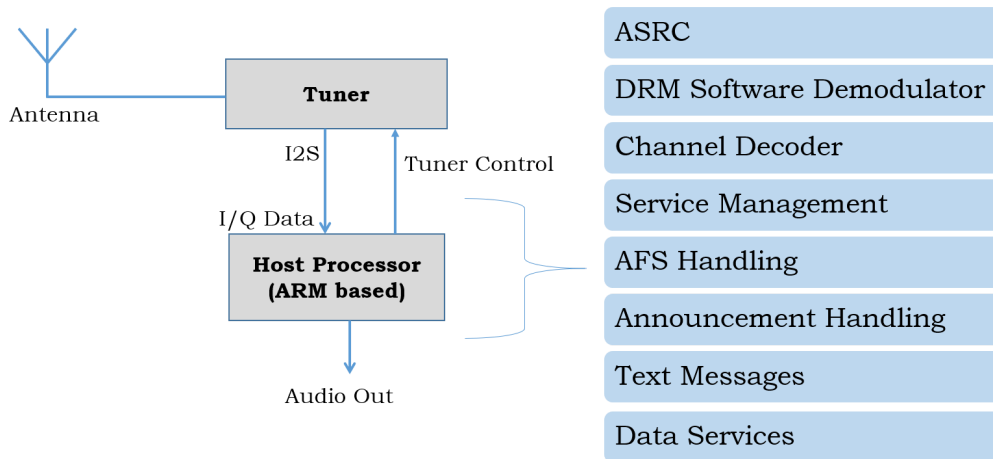 Antenna
Tuner
I2S
Tuner Control
I/Q Data
Host Processor
(ARM based)
Audio Out
ASRC
DRM Software Demodulator
Channel Decoder
Service Management
AFS Handling
Announcement Handling
Text Messages
Data Services